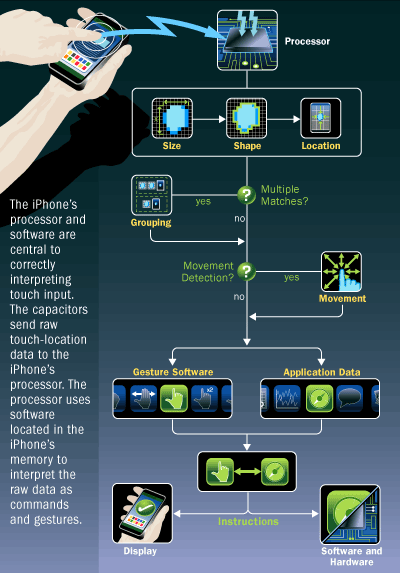 Processor
Size
Shape
Location
Multiple
Matches?
yes
Grouping
no
Movement
Detection?
yes
Movement
no
Gesture Software
Application Data
x2
Instructions
Display
Software and
Hardware
The iPhone's
processor and
software are
central to
correctly
interpreting
touch input.
The capacitors
send raw
touch-location
data to the
iPhone's
processor. The
processor uses
software
located in the
iPhone's
memory to
interpret the
raw data as
commands
and gestures.